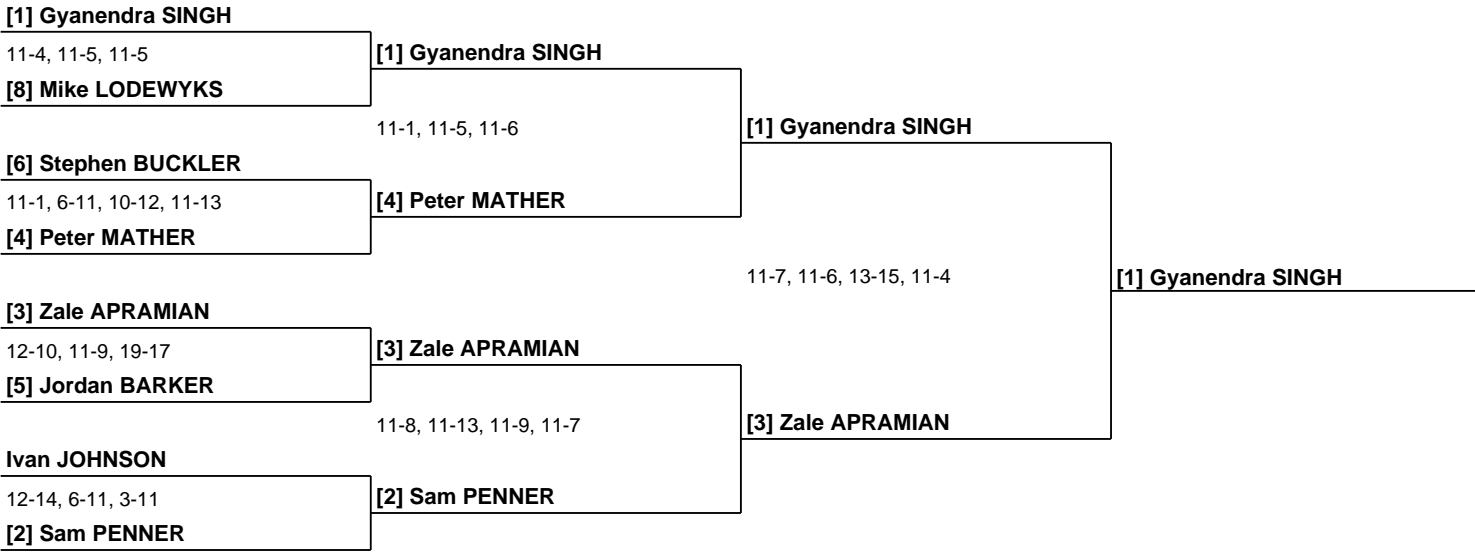 [1] Gyanendra SINGH
11-4, 11-5, 11-5
[1] Gyanendra SINGH
[8] Mike LODEWYKS
11-1, 11-5, 11-6
[1] Gyanendra SINGH
[6] Stephen BUCKLER
11-1, 6-11, 10-12, 11-13
[4] Peter MATHER
[4] Peter MATHER
11-7, 11-6, 13-15, 11-4
[1] Gyanendra SINGH
[3] Zale APRAMIAN
12-10, 11-9, 19-17
[3] Zale APRAMIAN
[5] Jordan BARKER
11-8, 11-13, 11-9, 11-7
[3] Zale APRAMIAN
Ivan JOHNSON
12-14, 6-11, 3-11
[2] Sam PENNER
[2] Sam PENNER